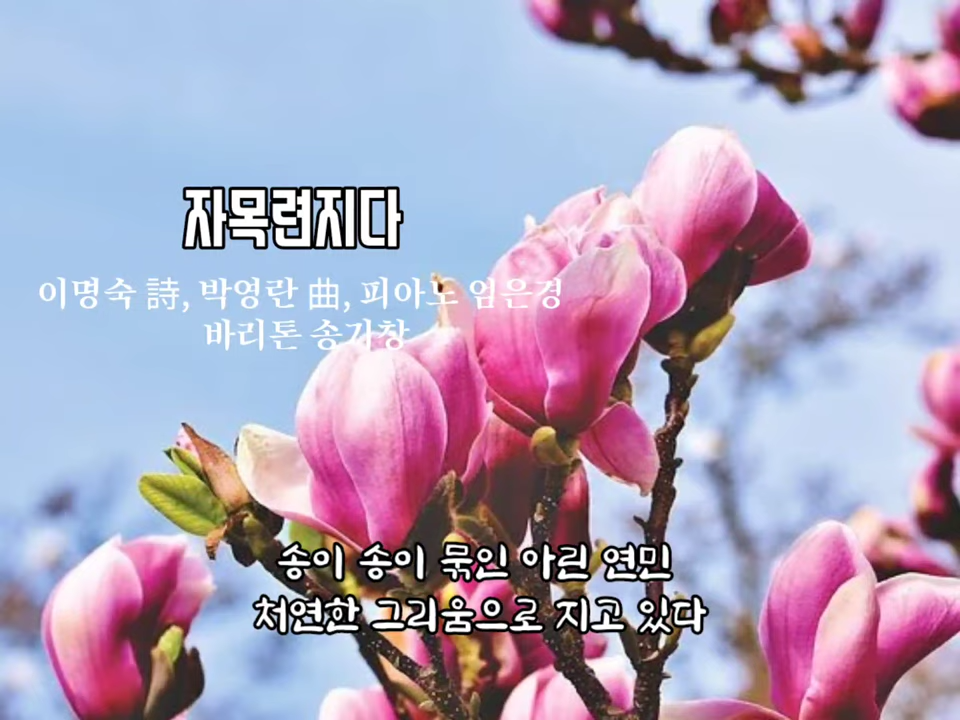 자목련지다
이명숙 詩, 박영란 曲, 피아노 엄은경
바리톤 송기창
송이 송이 묶인 아린 연민
처연한 그리움으로 지고 있다